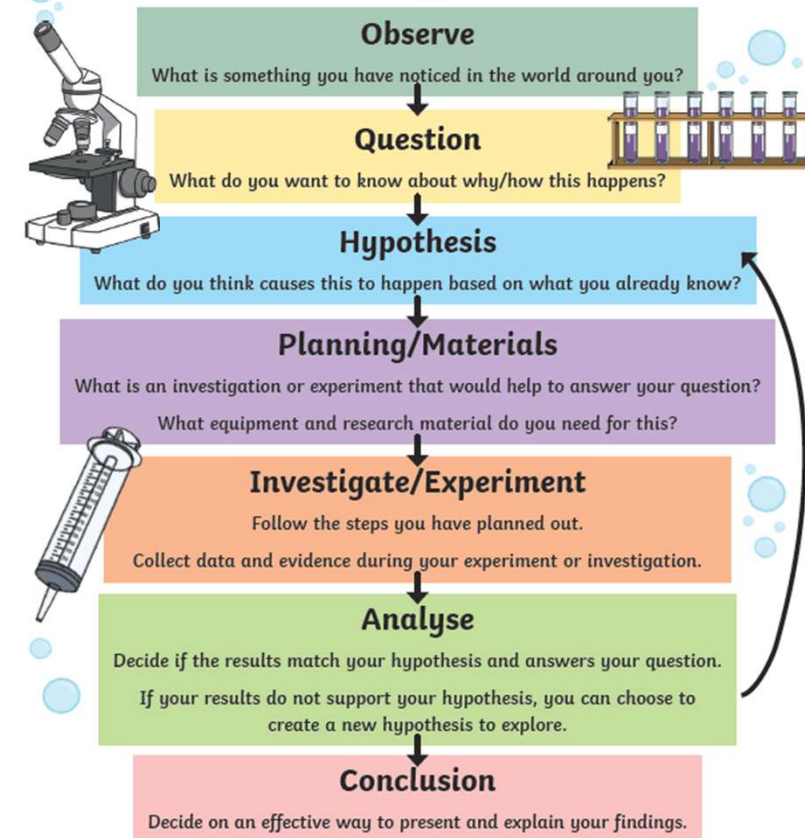 Observe
What is something you have noticed in the world around you?
Question
What do you want to know about why/how this happens?
Hypothesis
What do you think causes this to happen based on what you already know?
Planning/Materials
What is an investigation or experiment that would help to answer your question?
What equipment and research material do you need for this?
Investigate/Experiment
Follow the steps you have planned out.
Collect data and evidence during your experiment or investigation.
Analyse
Decide if the results match your hypothesis and answers your question.
If your results do not support your hypothesis, you can choose to
create a new hypothesis to explore.
Conclusion
Decide on an effective way to present and explain your findings.